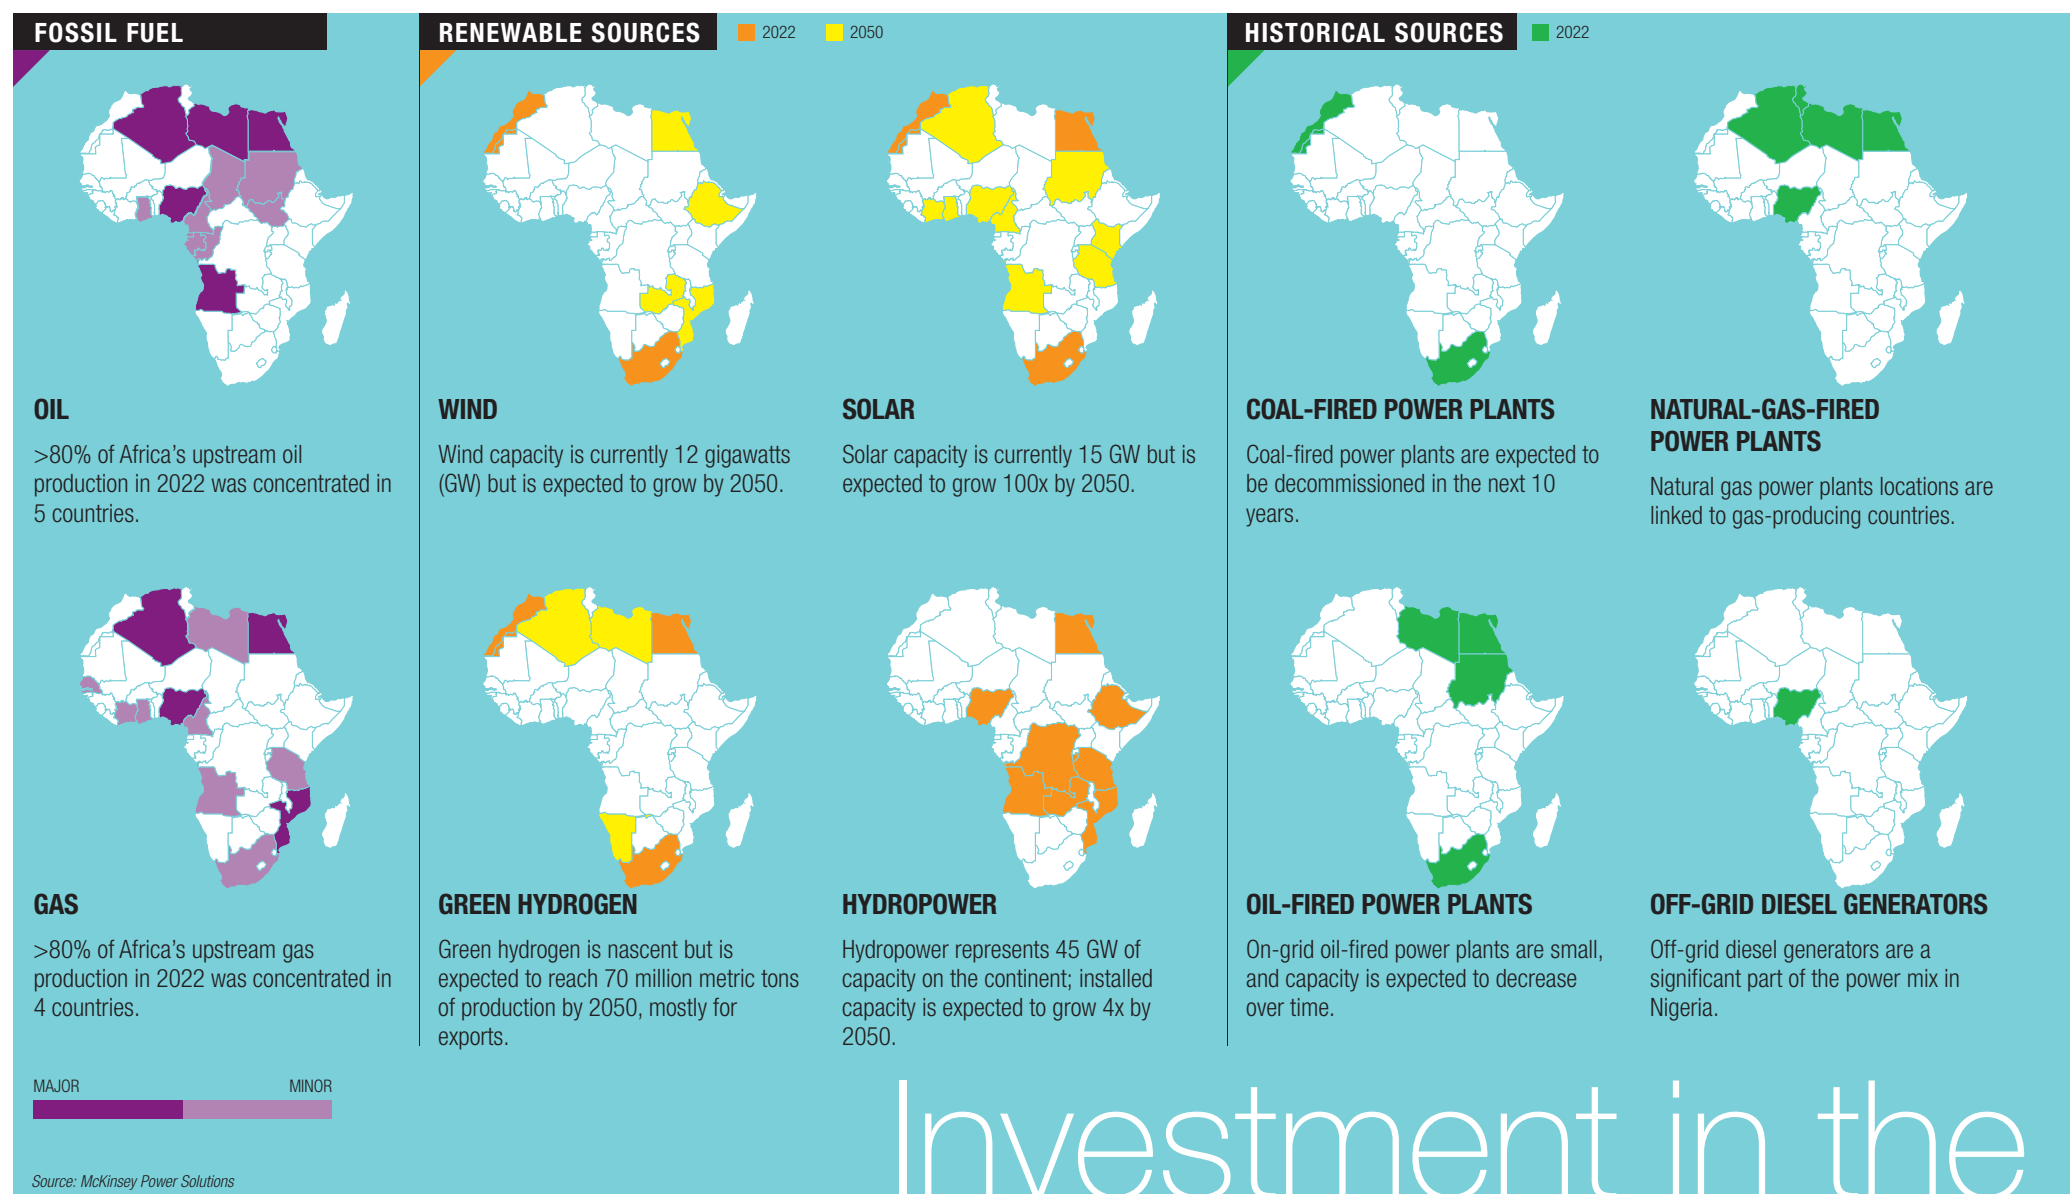 FOSSIL FUEL
RENEWABLE SOURCES
2022
2050
HISTORICAL SOURCES
2022
OIL
>80% of Africa’s upstream oil
production in 2022 was concentrated in
5 countries.
WIND
Wind capacity is currently 12 gigawatts
(GW) but is expected to grow by 2050.
SOLAR
Solar capacity is currently 15 GW but is
expected to grow 100x by 2050.
COAL-FIRED POWER PLANTS
Coal-fired power plants are expected to
be decommissioned in the next 10
years.
NATURAL-GAS-FIRED
POWER PLANTS
Natural gas power plants locations are
linked to gas-producing countries.
GAS
>80% of Africa’s upstream gas
production in 2022 was concentrated in
4 countries.
GREEN HYDROGEN
Green hydrogen is nascent but is
expected to reach 70 million metric tons
of production by 2050, mostly for
exports.
HYDROPOWER
Hydropower represents 45 GW of
capacity on the continent; installed
capacity is expected to grow 4x by
2050.
OIL-FIRED POWER PLANTS
On-grid oil-fired power plants are small,
and capacity is expected to decrease
over time.
OFF-GRID DIESEL GENERATORS
Off-grid diesel generators are a
significant part of the power mix in
Nigeria.
MAJOR
MINOR
Source: McKinsey Power Solutions
Investment in the